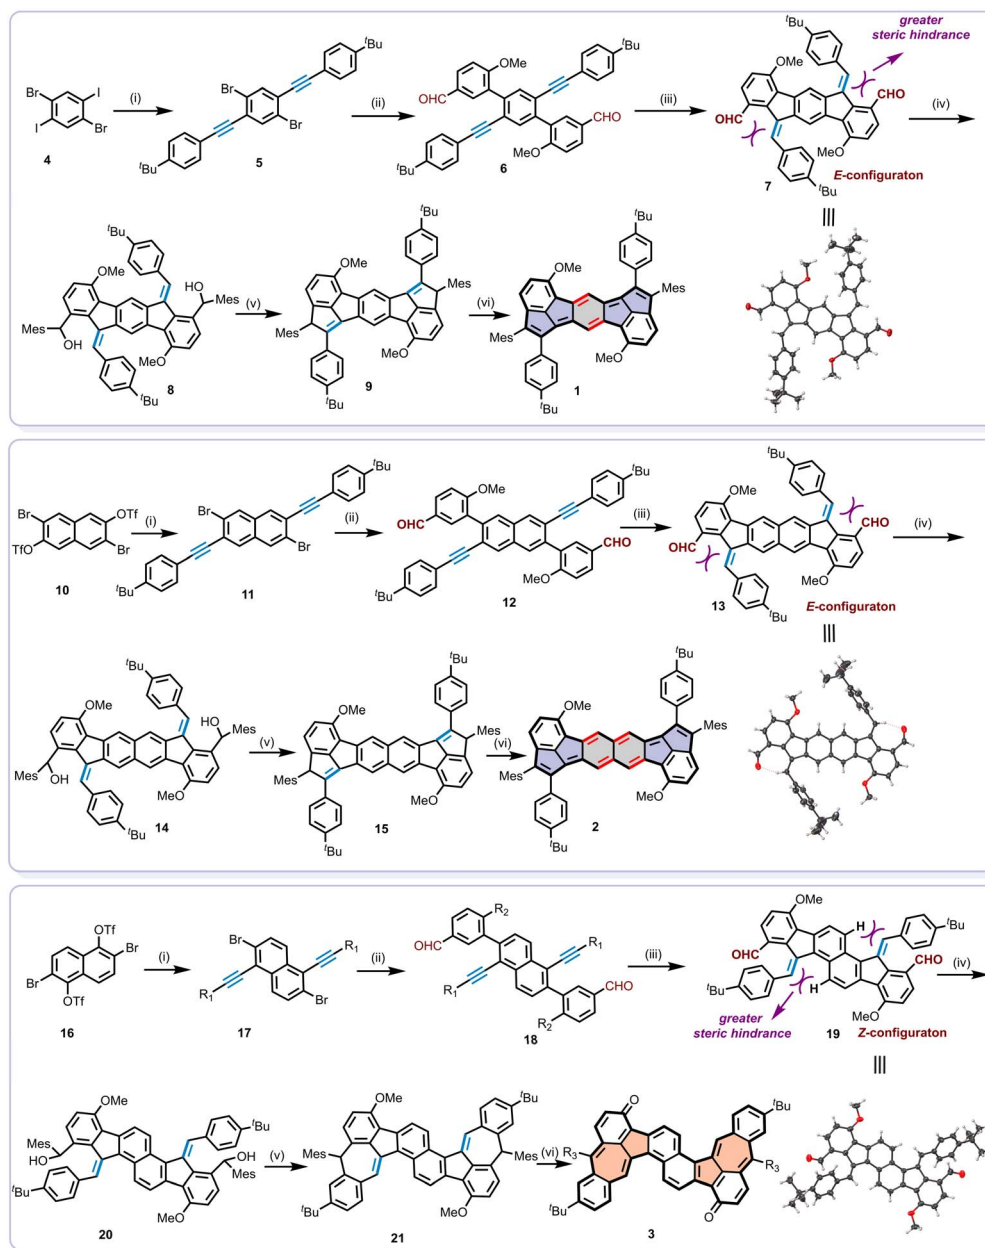 greater
steric hindrance
tBu
OMe
tBu
Br
I
(i)
Br
(ii)
OHC
OMe
(iii)
CHO
OHC
(iv)
I
Br
Br
CHO
MeO
MeO
4
tBu
5
tBu
6
7
E-configuraton
tBu
tBu
tBu
tBu
OMe
HO
Mes
(v)
OMe
Mes
(vi)
OMe
Mes
Mes
OH
MeO
Mes
MeO
Mes
MeO
8
tBu
9
tBu
1
tBu
tBu
tBu
tBu
OMe
OMe
Br
OTf
(i)
Br
(ii)
OHC
(iii)
CHO
(iv)
TfO
Br
Br
CHO
OHC
tBu
MeO
MeO
10
11
tBu
12
13
E-configuraton
tBu
tBu
tBu
tBu
OMe
HO
Mes
(v)
OMe
Mes
(vi)
OMe
Mes
Mes
OH
MeO
Mes
MeO
Mes
MeO
14
tBu
15
tBu
2
tBu
OTf
Br
(i)
Br
R1
(ii)
R2
OHC
R1
(iii)
OMe
H
tBu
OHC
CHO
(iv)
Br
OTf
R1
Br
R1
CHO
R2
tBu
H
MeO
16
17
18
greater
steric hindrance
19
Z-configuraton
OMe
tBu
OMe
tBu
O
tBu
Mes
HO
OH
Mes
(v)
Mes
Mes
(vi)
R3
R3
tBu
MeO
tBu
MeO
tBu
O
20
21
3